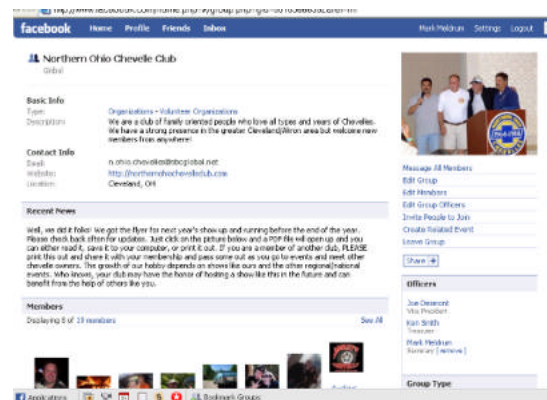 facebook Home Profile Friends Inbox Mark Meldrum Settings Logout
Northern Ohio Chevelle Club
Global
Basic Info
Type: Organizations - Volunteer Organizations
Description: We are a club of family oriented people who love all types and years of Chevelles.
We have a strong presence in the greater Cleveland/Akron area but welcome new
members from anywhere!
Contact Info
Email: n.ohio.chevelles@sbcglobal.net
Website: http://northernohiochevelleclub.com
Location: Cleveland, OH
Recent News
Well, we did it folks! We got the flyer for next year's show up and running before the end of the year.
Please check back often for updates. Just click on the picture below and a PDF file will open up and you
can either read it, save it to your computer, or print it out. If you are a member of another club, PLEASE
print this out and share it with your membership and pass some out as you go to events and meet other
chevelle owners. The growth of our hobby depends on shows like ours and the other regional/national
events. Who knows, your club may have the honor of hosting a show like this in the future and can
benefit from the help of others like you.
Members
Displaying 8 of 19 members See All
Message All Members
Edit Group
Edit Members
Edit Group Officers
Invite People to Join
Create Related Event
Leave Group
Share +
Officers
Joe
Vice President
Ken Smith
Treasurer
Mark Meldrum
[ remove ]
Group Type
Applications Bookmark Groups